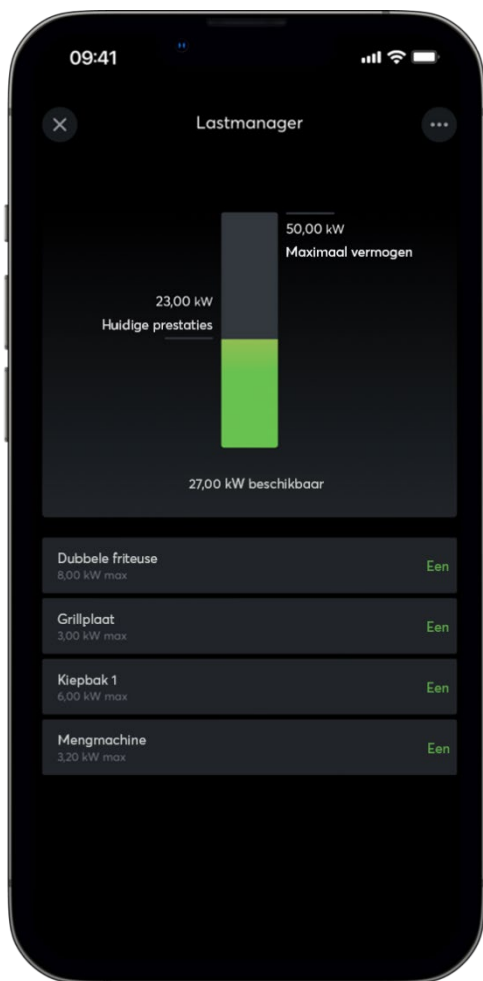 09:41
Lastmanager
50,00 kW
Maximaal vermogen
23,00 kW
Huidige prestaties
27,00 kW beschikbaar
Dubbele friteuse
8,00 kW max
Een
Grillplaat
3,00 kW max
Een
Kiepbak 1
6,00 kW max
Een
Mengmachine
3,20 kW max
Een